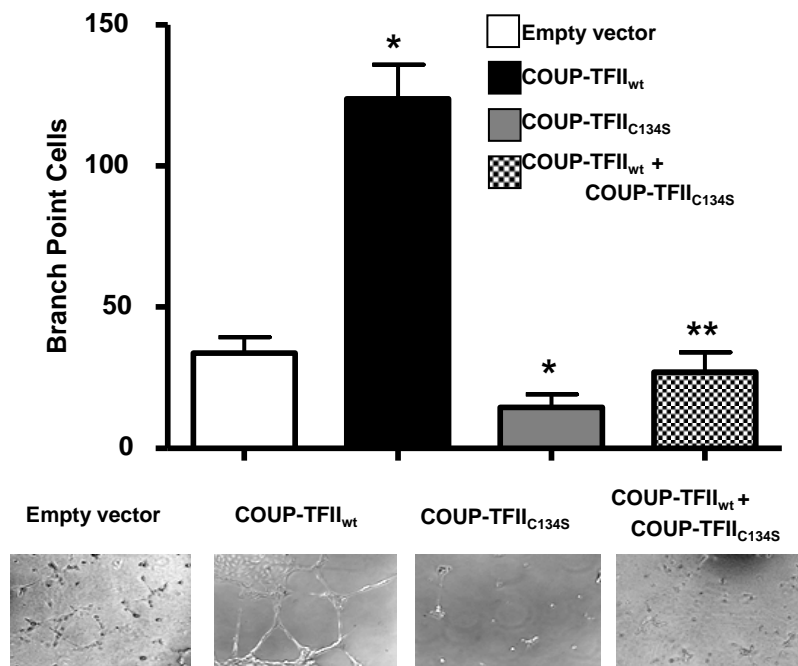 150
100
50
0
Branch Point Cells
*
*
**
Empty vector
COUP-TFIIwt
COUP-TFIIC134S
COUP-TFIIwt +
COUP-TFIIC134S
Empty vector
COUP-TFIIwt
COUP-TFIIC134S
COUP-TFIIwt +
COUP-TFIIC134S